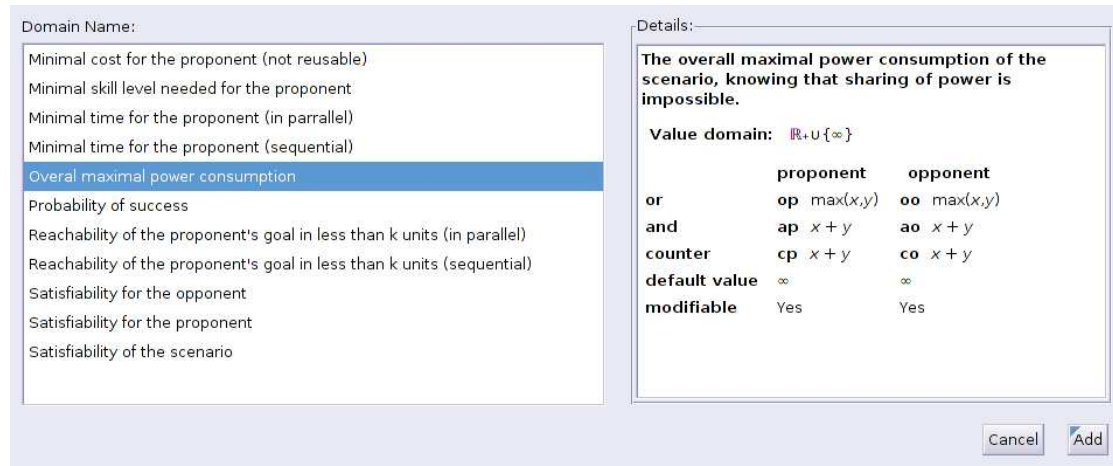 Domain Name:
Minimal cost for the proponent (not reusable)
Minimal skill level needed for the proponent
Minimal time for the proponent (in parrallel)
Minimal time for the proponent (sequential)
Overal maximal power consumption
Probability of success
Reachability of the proponent's goal in less than k units (in parallel)
Reachability of the proponent's goal in less than k units (sequential)
Satisfiability for the opponent
Satisfiability for the proponent
Satisfiability of the scenario
Details:
The overall maximal power consumption of the
scenario, knowing that sharing of power is
impossible.
Value domain: ℝ₊∪{∞}
proponent opponent
or op max(x,y) oo max(x,y)
and ap x + y ao x + y
counter cp x + y co x + y
default value ∞ ∞
modifiable Yes Yes
Cancel Add